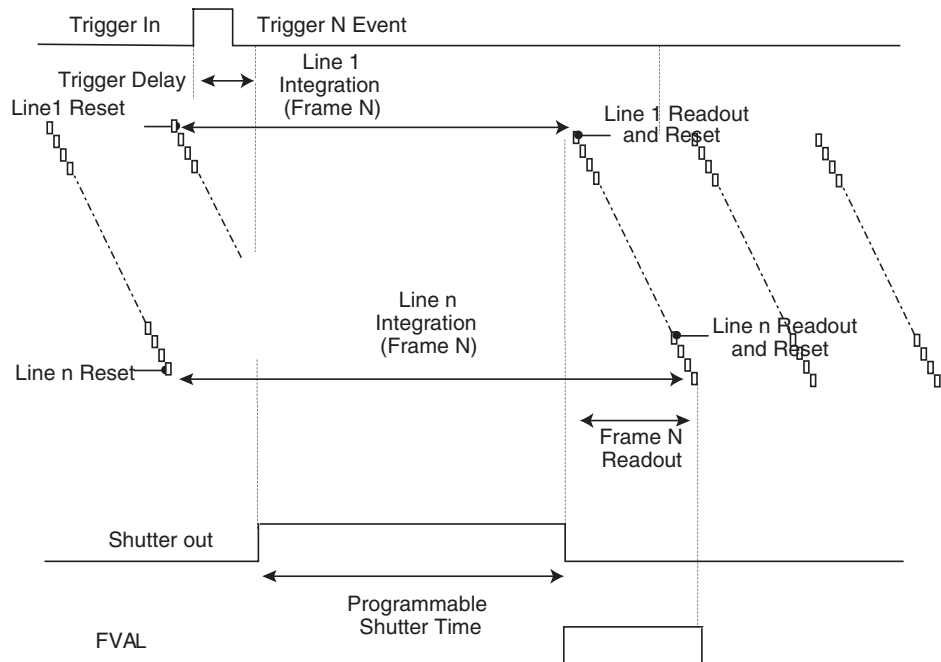 Trigger In
Trigger N Event
Trigger Delay
Line 1
Integration
(Frame N)
Line1 Reset
Line 1 Readout
and Reset
Line n
Integration
(Frame N)
Line n Readout
and Reset
Line n Reset
Frame N
Readout
Shutter out
Programmable
Shutter Time
FVAL